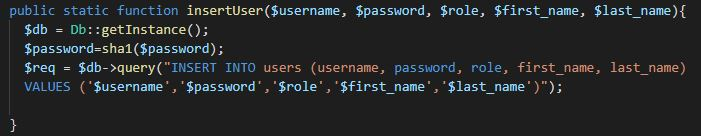 public static function insertUser($username, $password, $role, $first_name, $last_name){
$db = Db::getInstance();
$password=sha1($password);
$req = $db->query("INSERT INTO users (username, password, role, first_name, last_name)
VALUES ('$username','$password','$role','$first_name','$last_name')");
}